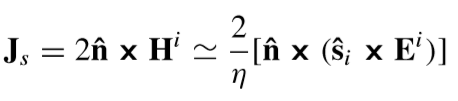 J_s = 2n̂ × H^i ≃ 2/η [n̂ × (ŝ_i × E^i)]